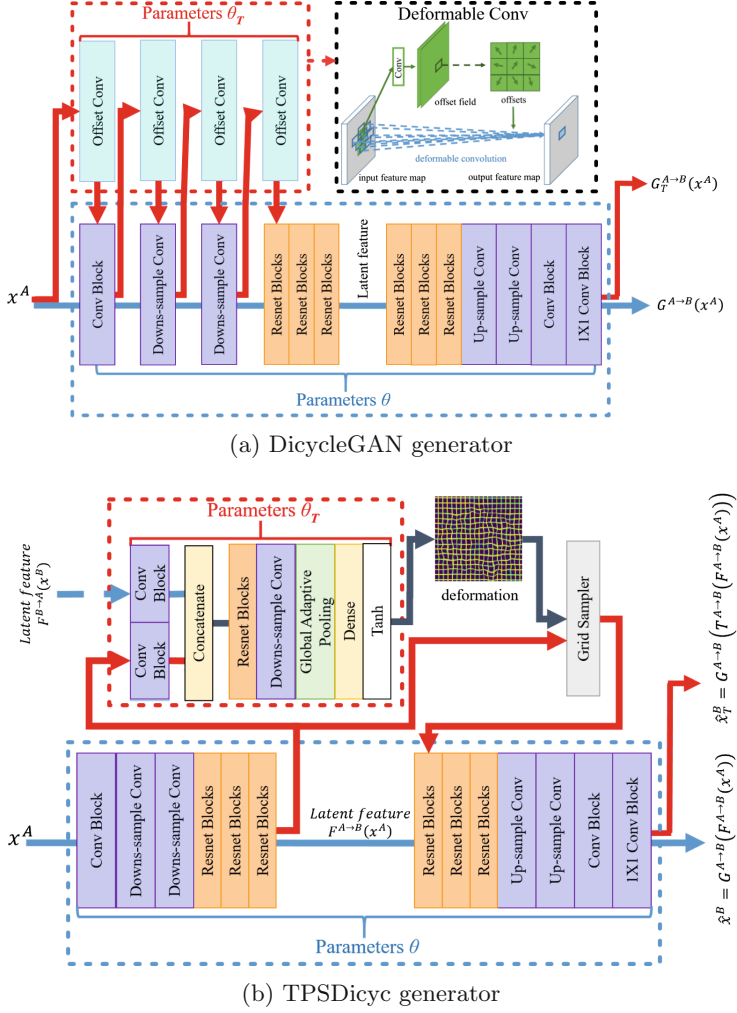 Parameters θ_T
Deformable Conv
Offset Conv
Offset Conv
Offset Conv
Offset Conv
Conv
offset field
offsets
deformable convolution
input feature map
output feature map
G_T^{A→B}(x^A)
x^A
Conv Block
Downs-sample Conv
Downs-sample Conv
Resnet Blocks
Resnet Blocks
Resnet Blocks
Latent feature
Resnet Blocks
Resnet Blocks
Resnet Blocks
Up-sample Conv
Up-sample Conv
Conv Block
1X1 Conv Block
G^{A→B}(x^A)
Parameters θ
(a) DicycleGAN generator
Parameters θ_T
Latent feature
F^{B→A}(x^B)
Conv
Block
Conv
Block
Concatenate
Resnet Blocks
Downs-sample Conv
Global Adaptive
Pooling
Dense
Tanh
deformation
Grid Sampler
x̂_T^B = G^{A→B}(T^{A→B}(F^{A→B}(x^A)))
x^A
Conv Block
Downs-sample Conv
Downs-sample Conv
Resnet Blocks
Resnet Blocks
Resnet Blocks
Latent feature
F^{A→B}(x^A)
Resnet Blocks
Resnet Blocks
Resnet Blocks
Up-sample Conv
Up-sample Conv
Conv Block
1X1 Conv Block
x̂^B = G^{A→B}(F^{A→B}(x^A))
Parameters θ
(b) TPSDicyc generator